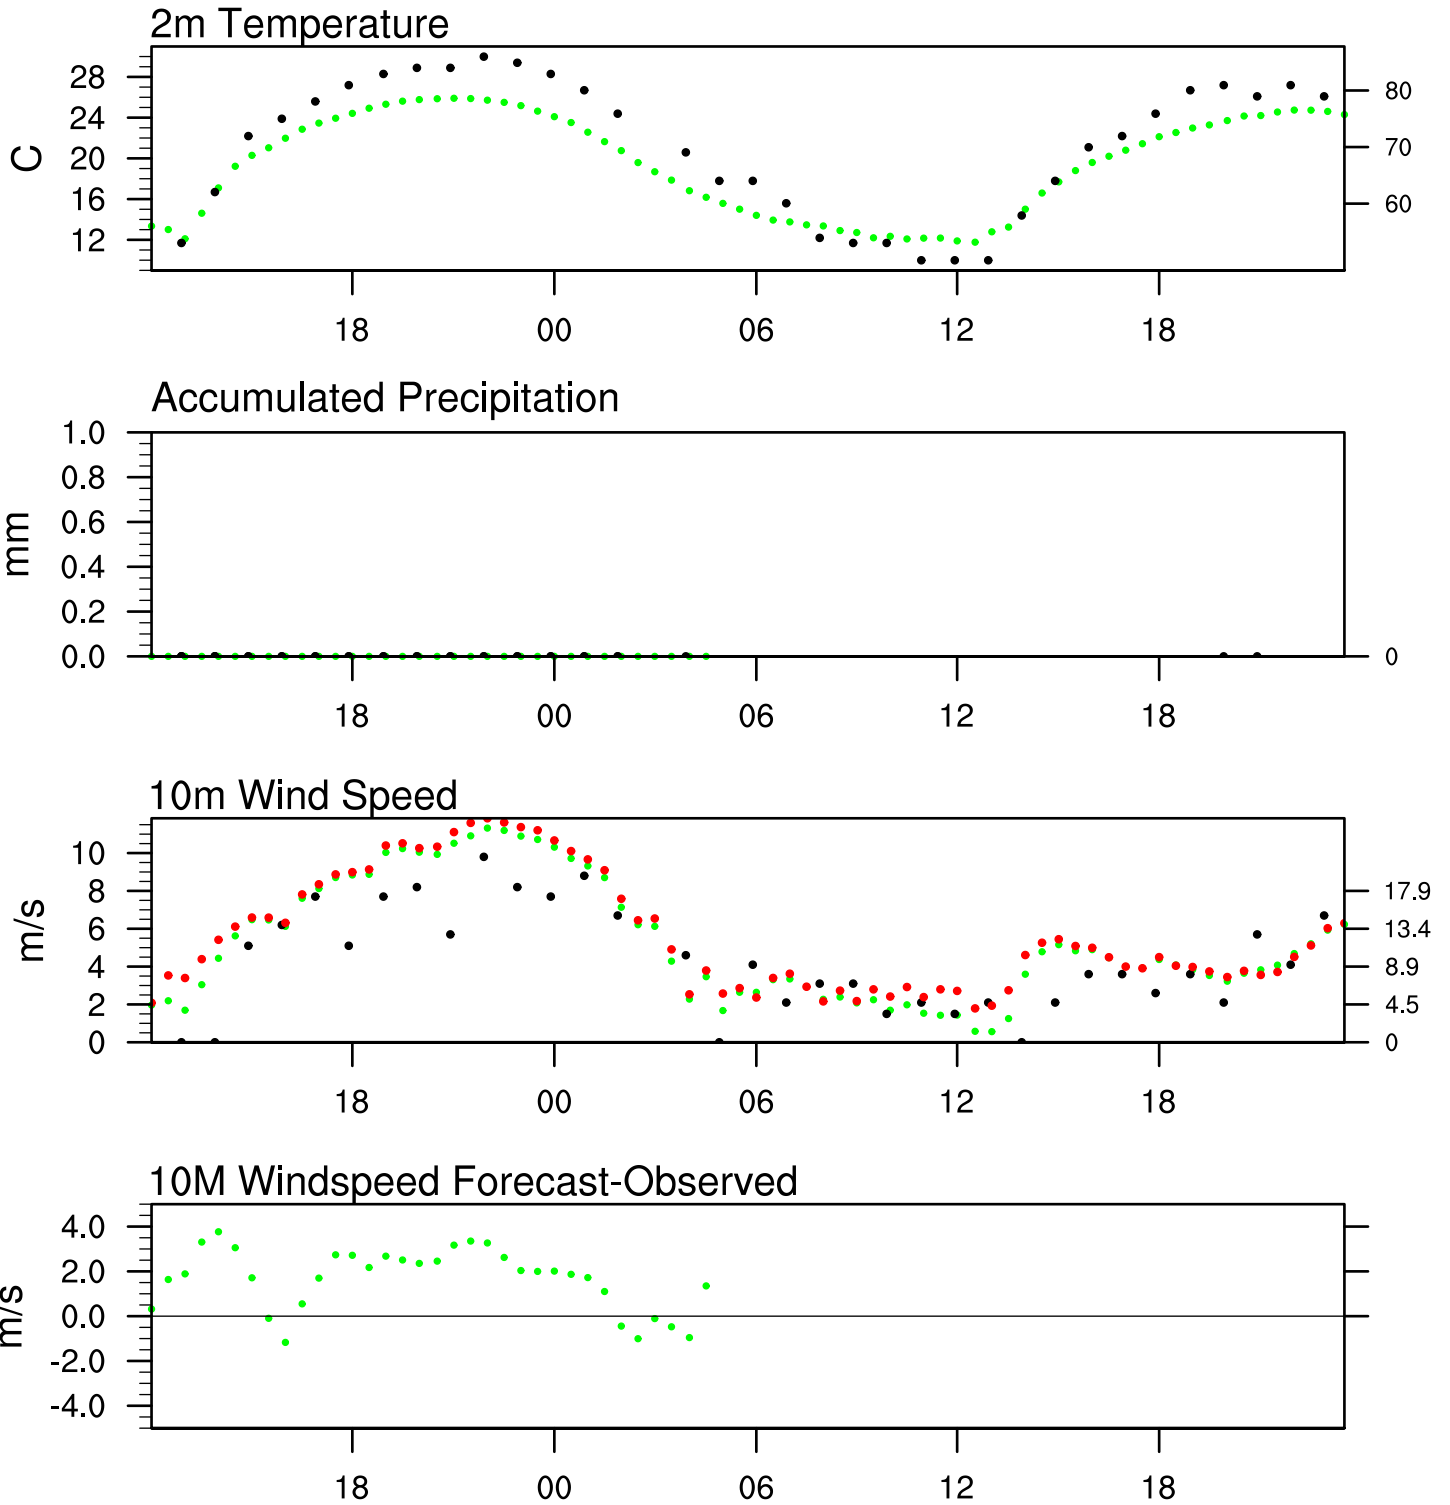 2m Temperature
28
24
20
16
12
C
80
70
60
18 00 06 12 18
Accumulated Precipitation
1.0
0.8
0.6
0.4
0.2
0.0
mm
0
18 00 06 12 18
10m Wind Speed
10
8
6
4
2
0
m/s
17.9
13.4
8.9
4.5
0
18 00 06 12 18
10M Windspeed Forecast-Observed
4.0
2.0
0.0
-2.0
-4.0
m/s
18 00 06 12 18